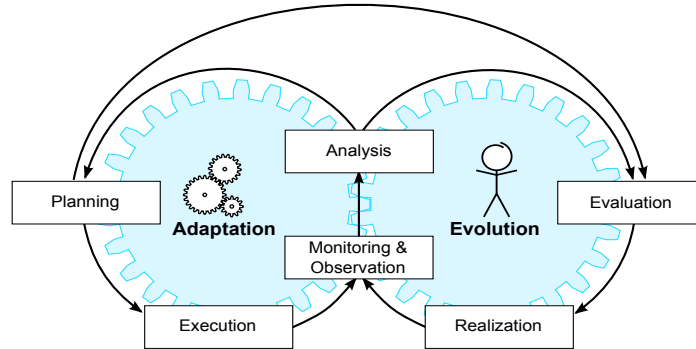 Analysis
Planning
Evaluation
Adaptation
Evolution
Monitoring &
Observation
Execution
Realization